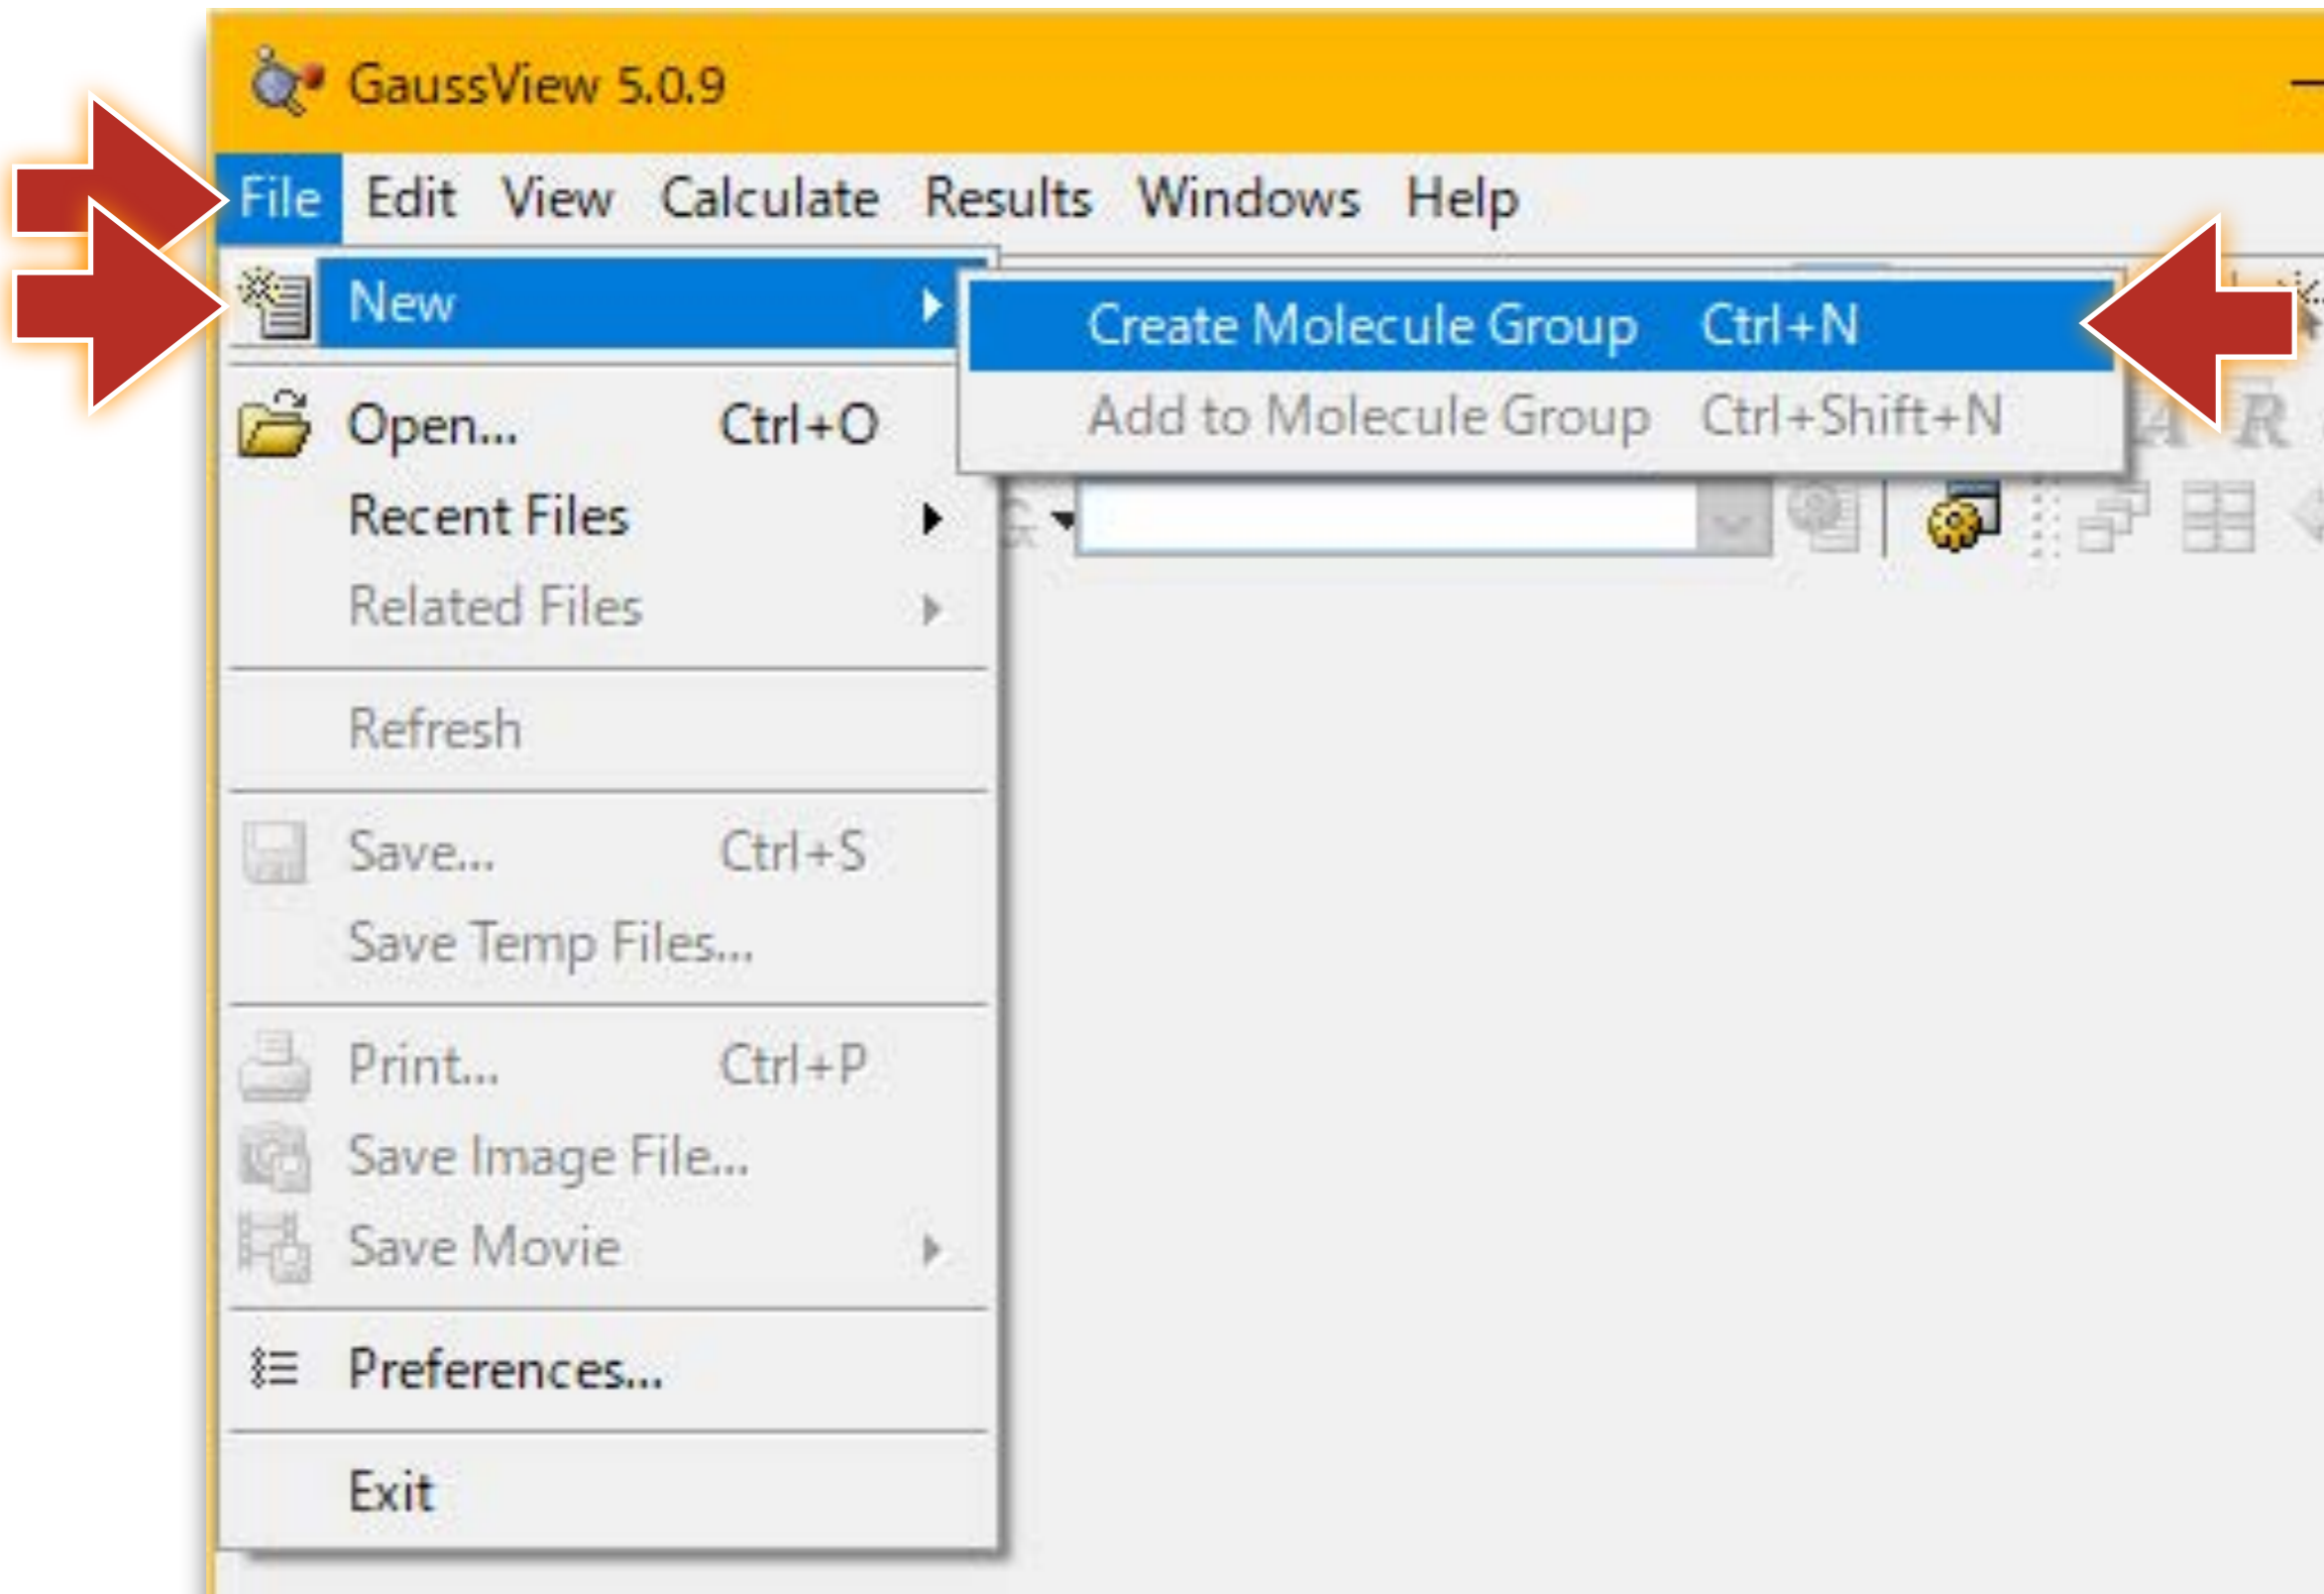 GaussView 5.0.9
File Edit View Calculate Results Windows Help
New
Create Molecule Group Ctrl+N
Add to Molecule Group Ctrl+Shift+N
Open... Ctrl+O
Recent Files
Related Files
Refresh
Save... Ctrl+S
Save Temp Files...
Print... Ctrl+P
Save Image File...
Save Movie
Preferences...
Exit
A R